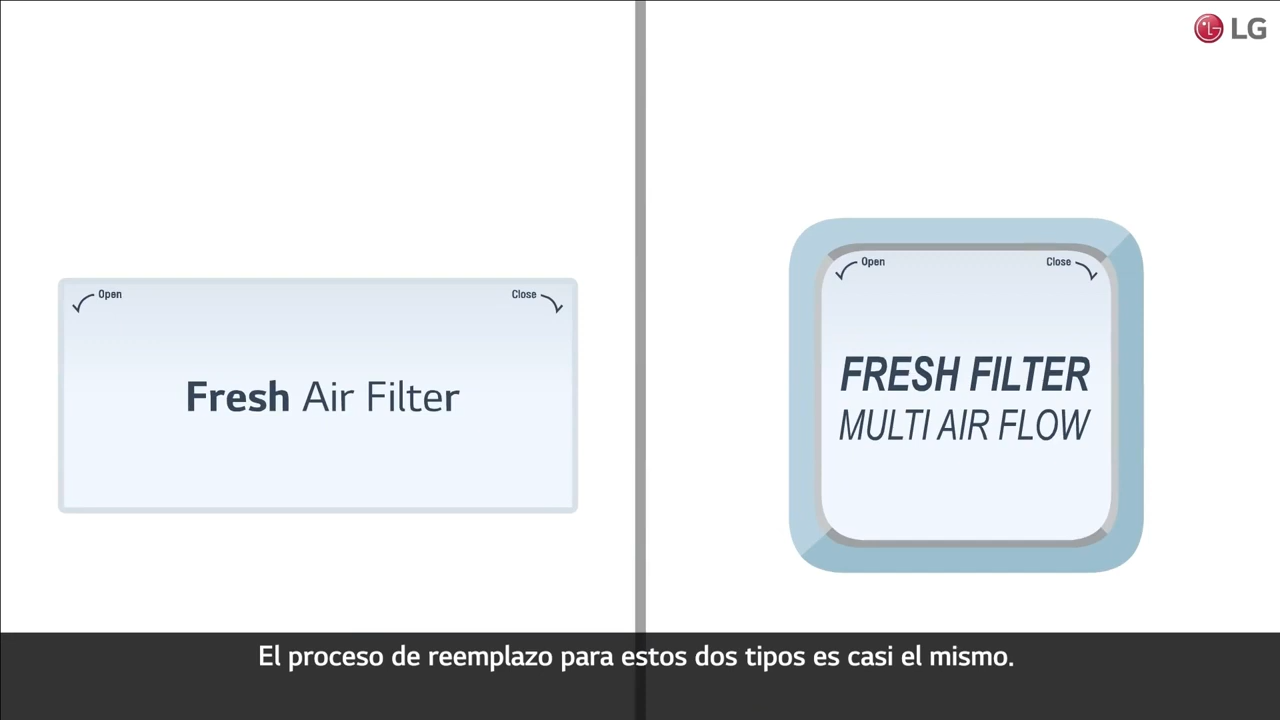 LG
Open
Close
Fresh Air Filter
Open
Close
FRESH FILTER
MULTI AIR FLOW
El proceso de reemplazo para estos dos tipos es casi el mismo.